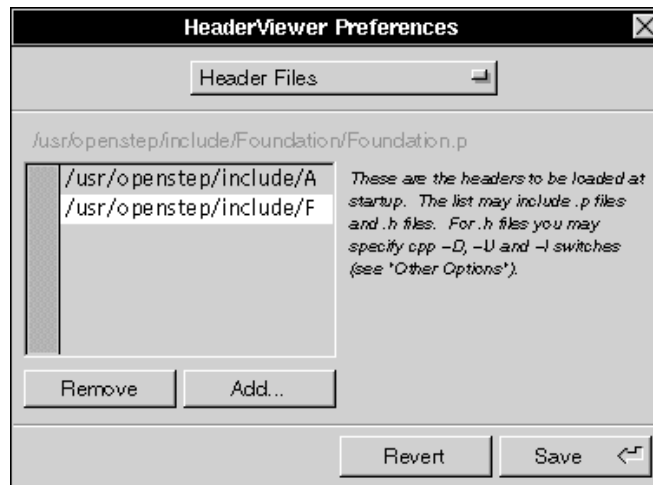 HeaderViewer Preferences
Header Files
/usr/openstep/include/Foundation/Foundation.p
/usr/openstep/include/A
/usr/openstep/include/F
These are the headers to be loaded at
startup. The list may include .p files
and .h files. For .h files you may
specify cpp -D, -U and -I switches
(see "Other Options").
Remove
Add...
Revert
Save